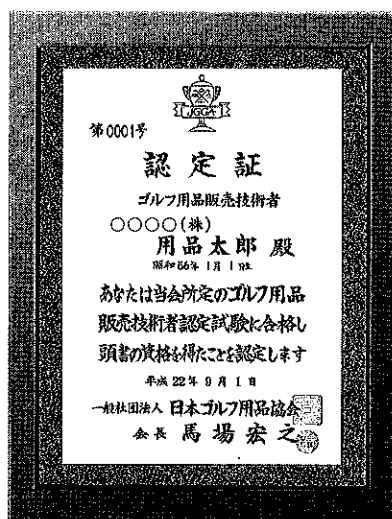 JGGA
第0001号
認定証
ゴルフ用品販売技術者
○○○○(株)
用品太郎 殿
昭和56年1月1日生
あなたは当会所定のゴルフ用品
販売技術者認定試験に合格し
頭書の資格を得たことを認定します
平成22年9月1日
一般社団法人 日本ゴルフ用品協会
会長 馬場宏之